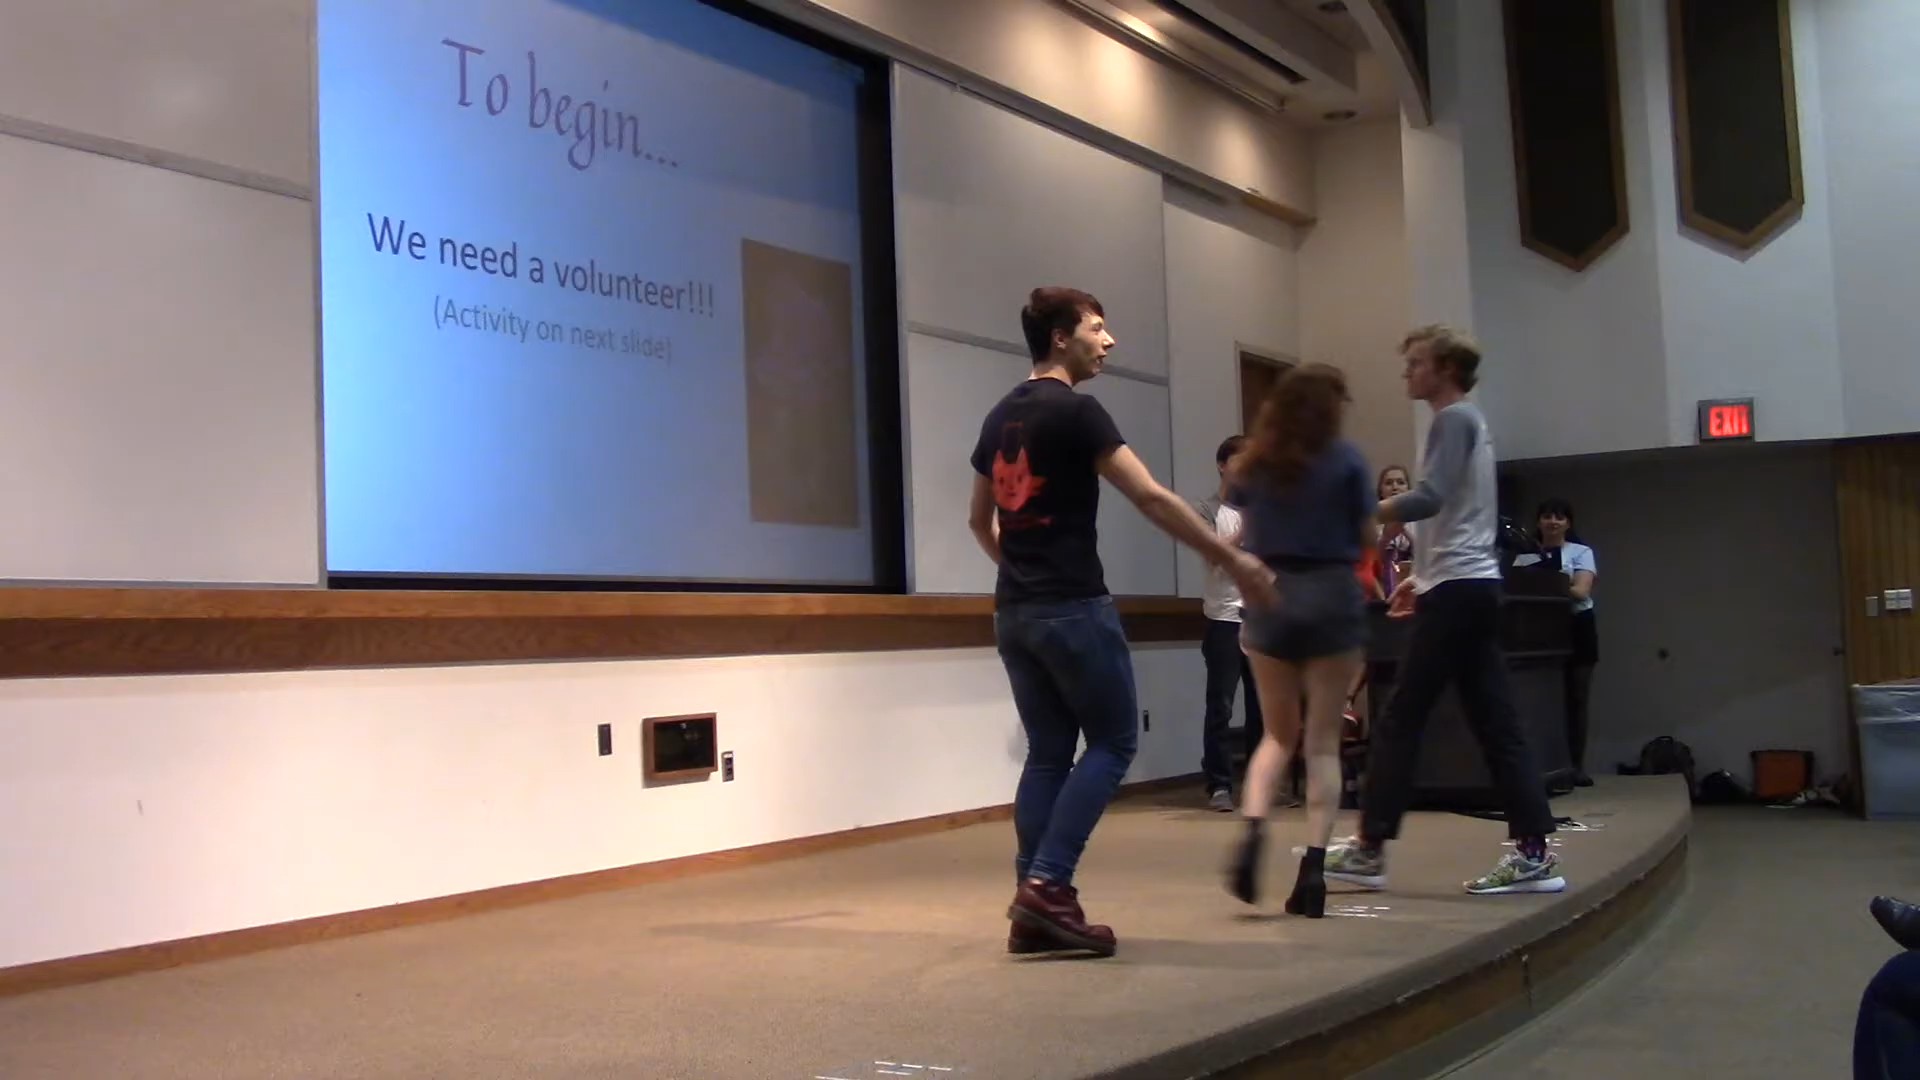 To begin...
We need a volunteer!!!
(Activity on next slide)
EXIT